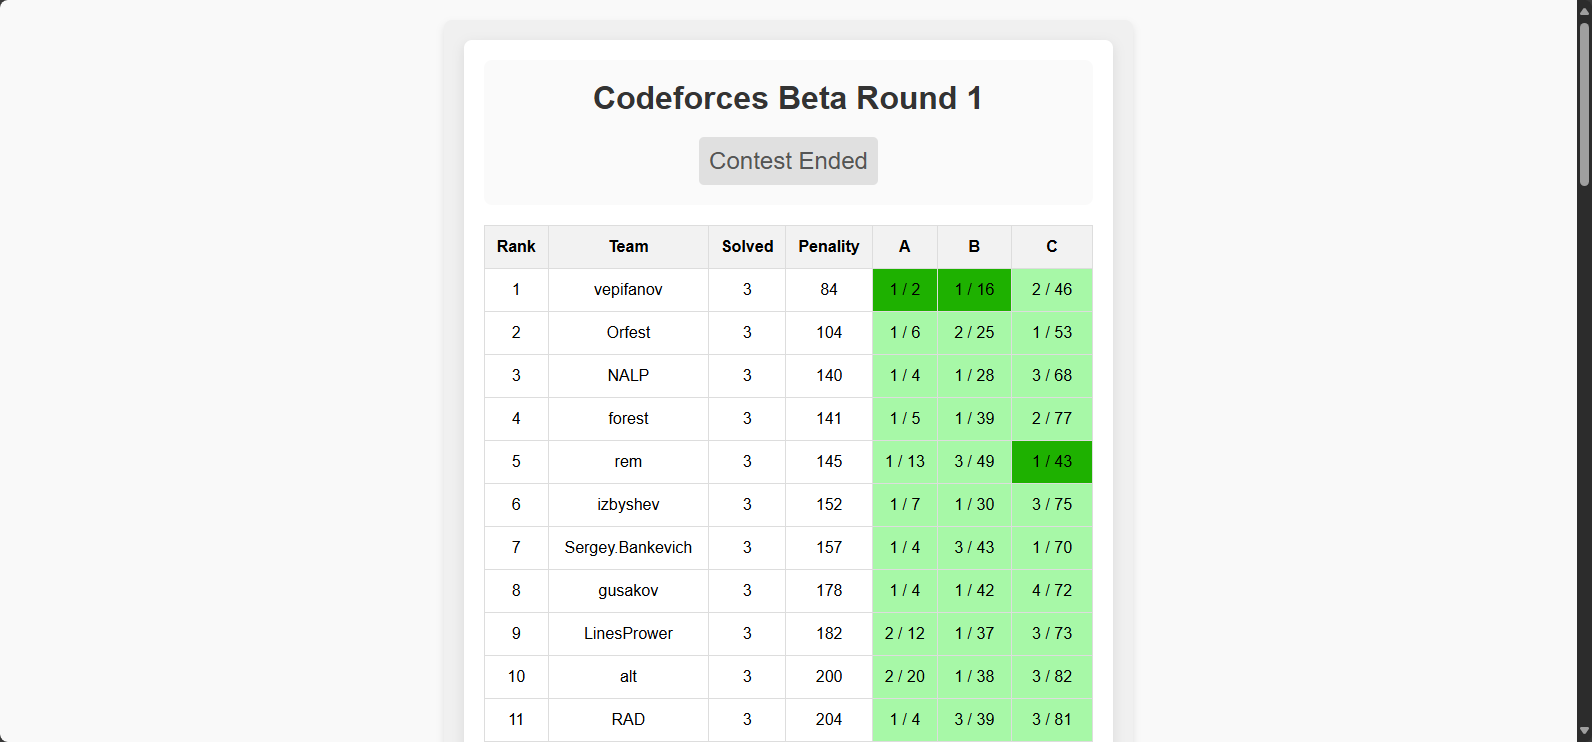 Codeforces Beta Round 1
Contest Ended
Rank Team Solved Penality A B C
1 vepifanov 3 84 1 / 2 1 / 16 2 / 46
2 Orfest 3 104 1 / 6 2 / 25 1 / 53
3 NALP 3 140 1 / 4 1 / 28 3 / 68
4 forest 3 141 1 / 5 1 / 39 2 / 77
5 rem 3 145 1 / 13 3 / 49 1 / 43
6 izbyshev 3 152 1 / 7 1 / 30 3 / 75
7 Sergey.Bankevich 3 157 1 / 4 3 / 43 1 / 70
8 gusakov 3 178 1 / 4 1 / 42 4 / 72
9 LinesPrower 3 182 2 / 12 1 / 37 3 / 73
10 alt 3 200 2 / 20 1 / 38 3 / 82
11 RAD 3 204 1 / 4 3 / 39 3 / 81